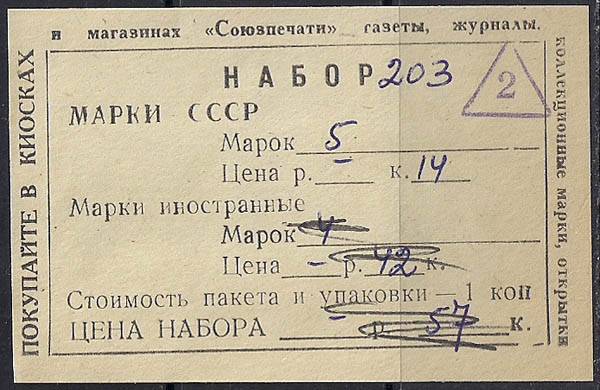 ПОКУПАЙТЕ В КИОСКАХ
и магазинах «Союзпечати» газеты, журналы.
коллекционные марки, открытки
НАБОР 203
2
МАРКИ СССР
Марок 5
Цена р. – к. 14
Марки иностранные
Марок 4
Цена – р. 42 к.
Стоимость пакета и упаковки — 1 коп
ЦЕНА НАБОРА – р. 57 к.